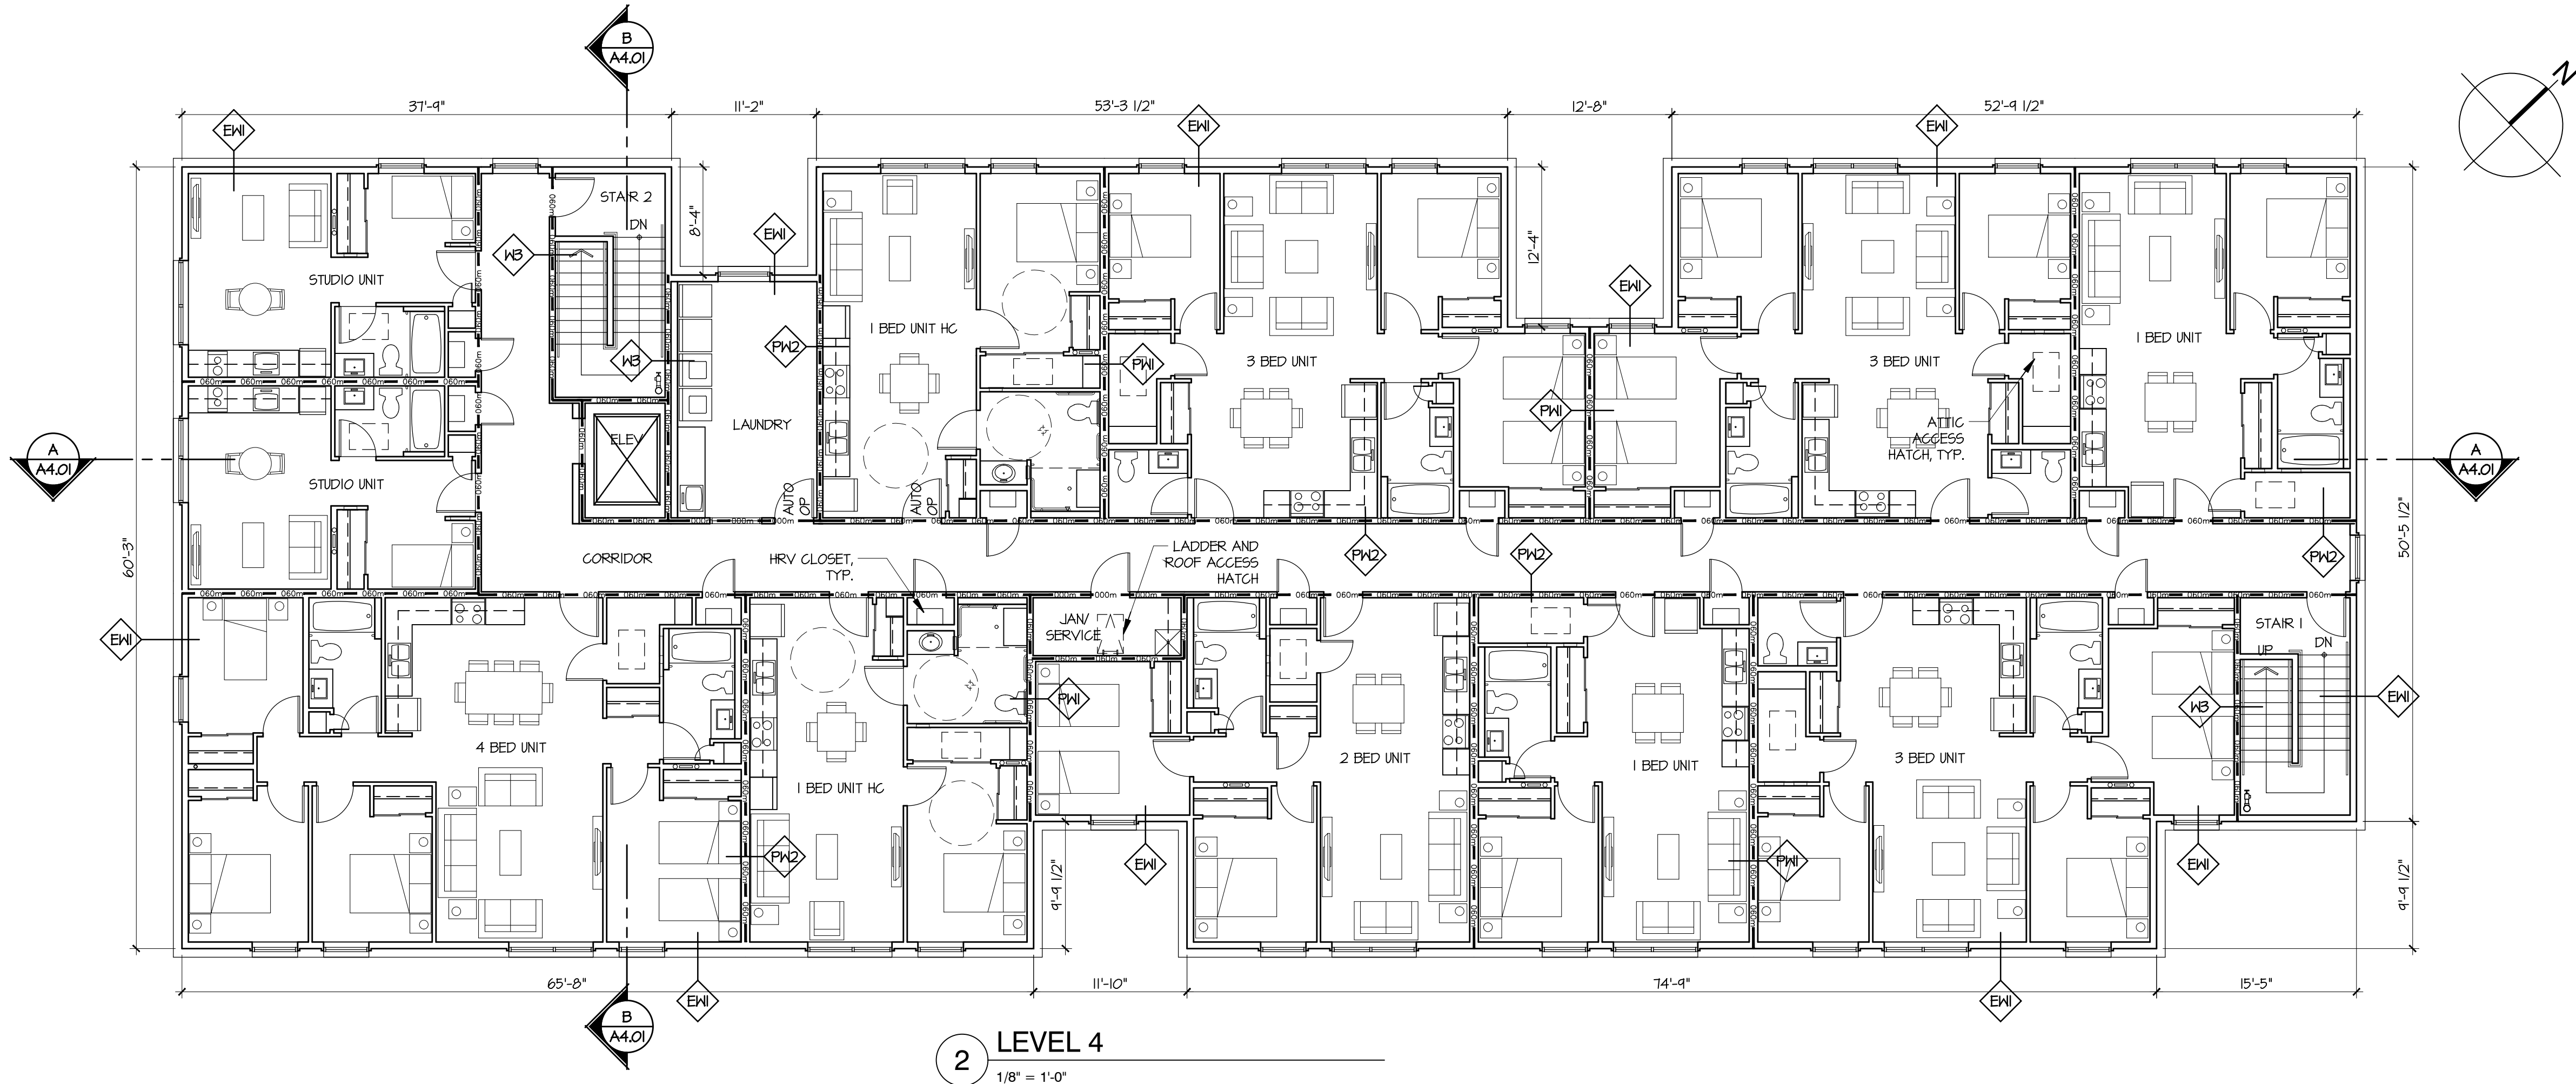 B
A4.01
N
37'-9"
11'-2"
53'-3 1/2"
12'-8"
52'-9 1/2"
EW1
EW1
EW1
STAIR 2
DN
8'-4"
EW1
W3
12'-4"
EW1
STUDIO UNIT
1 BED UNIT HC
PW2
W3
PW1
3 BED UNIT
3 BED UNIT
1 BED UNIT
060m
PW1
LAUNDRY
ELEV
ATTIC
ACCESS
HATCH, TYP.
A
A4.01
A
A4.01
STUDIO UNIT
AUTO
OP
AUTO
OP
000m
060m
60'-3"
50'-5 1/2"
CORRIDOR
HRV CLOSET,
TYP.
LADDER AND
ROOF ACCESS
HATCH
PW2
PW2
PW2
EW1
JAN/
SERVICE
STAIR 1
UP
DN
PW1
EW1
W3
4 BED UNIT
1 BED UNIT HC
2 BED UNIT
1 BED UNIT
3 BED UNIT
PW2
EW1
PW1
EW1
9'-9 1/2"
9'-9 1/2"
65'-8"
11'-10"
74'-9"
15'-5"
EW1
EW1
B
A4.01
2
LEVEL 4
1/8" = 1'-0"